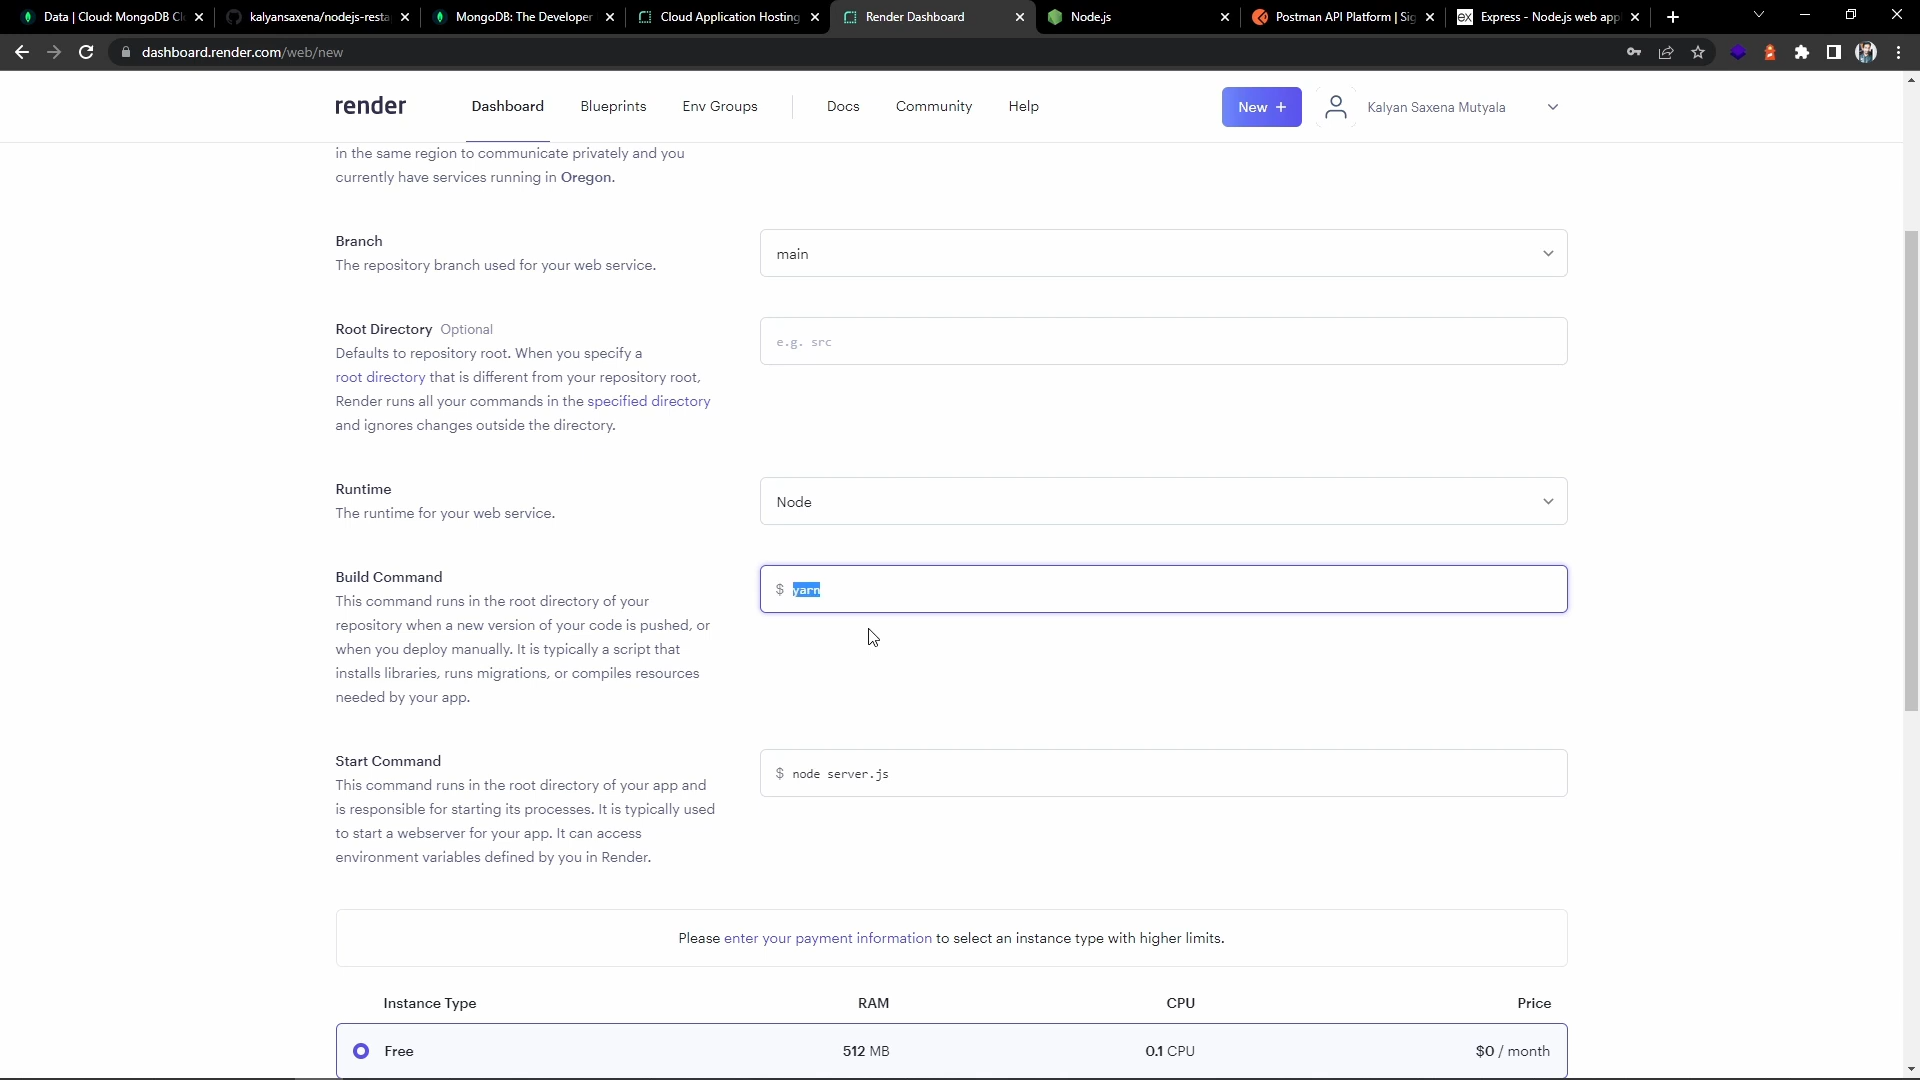 Data | Cloud: MongoDB Cl
kalyansaxena/nodejs-resta
MongoDB: The Developer
Cloud Application Hosting
Render Dashboard
Node.js
Postman API Platform | Sig
ex Express - Node.js web app
dashboard.render.com/web/new
render
Dashboard
Blueprints
Env Groups
Docs
Community
Help
New +
Kalyan Saxena Mutyala
in the same region to communicate privately and you
currently have services running in Oregon.
Branch
The repository branch used for your web service.
main
Root Directory Optional
Defaults to repository root. When you specify a
root directory that is different from your repository root,
Render runs all your commands in the specified directory
and ignores changes outside the directory.
e.g. src
Runtime
The runtime for your web service.
Node
Build Command
This command runs in the root directory of your
repository when a new version of your code is pushed, or
when you deploy manually. It is typically a script that
installs libraries, runs migrations, or compiles resources
needed by your app.
$ yarn
Start Command
This command runs in the root directory of your app and
is responsible for starting its processes. It is typically used
to start a webserver for your app. It can access
environment variables defined by you in Render.
$ node server.js
Please enter your payment information to select an instance type with higher limits.
Instance Type RAM CPU Price
Free 512 MB 0.1 CPU $0 / month